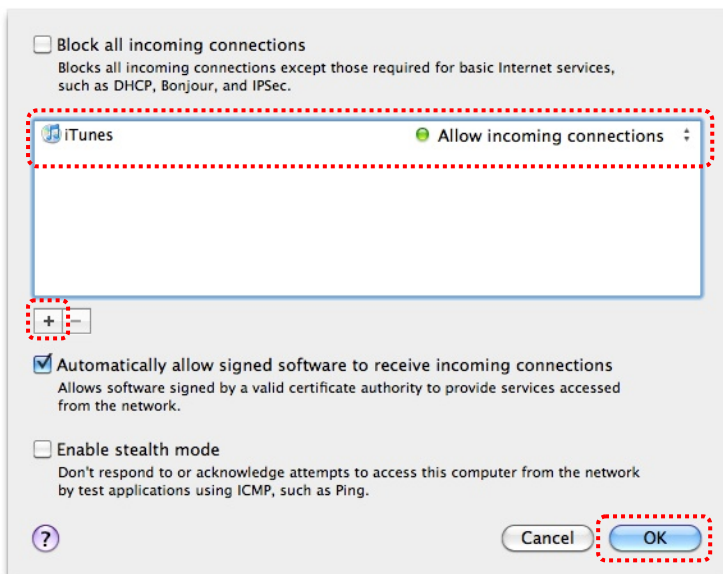 Block all incoming connections
Blocks all incoming connections except those required for basic Internet services,
such as DHCP, Bonjour, and IPSec.
iTunes Allow incoming connections
+ −
Automatically allow signed software to receive incoming connections
Allows software signed by a valid certificate authority to provide services accessed
from the network.
Enable stealth mode
Don't respond to or acknowledge attempts to access this computer from the network
by test applications using ICMP, such as Ping.
? Cancel OK